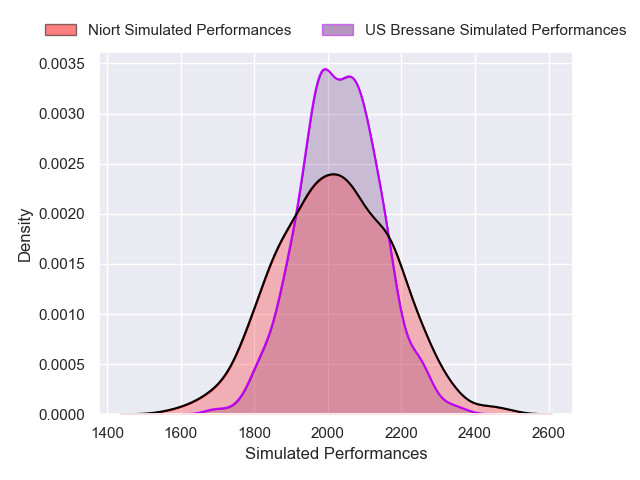 Niort Simulated Performances
US Bressane Simulated Performances
0.0035
0.0030
0.0025
0.0020
0.0015
0.0010
0.0005
0.0000
Density
1400 1600 1800 2000 2200 2400 2600
Simulated Performances